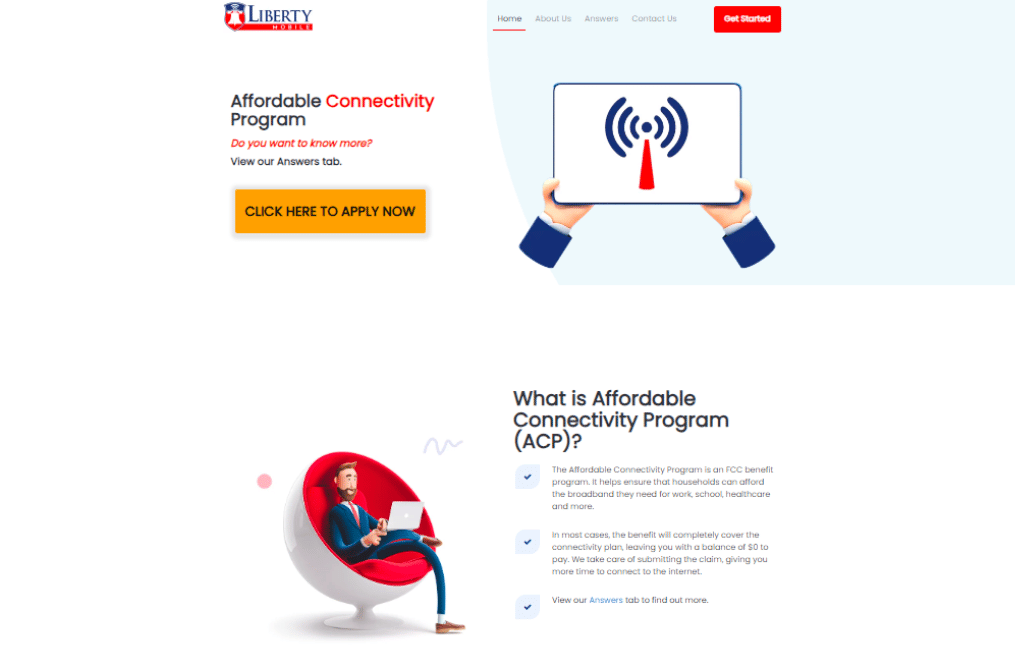 LIBERTY
MOBILE
Home About Us Answers Contact Us Get Started
Affordable Connectivity
Program
Do you want to know more?
View our Answers tab.
CLICK HERE TO APPLY NOW
What is Affordable
Connectivity Program
(ACP)?
The Affordable Connectivity Program is an FCC benefit
program. It helps ensure that households can afford
the broadband they need for work, school, healthcare
and more.
In most cases, the benefit will completely cover the
connectivity plan, leaving you with a balance of $0 to
pay. We take care of submitting the claim, giving you
more time to connect to the internet.
View our Answers tab to find out more.